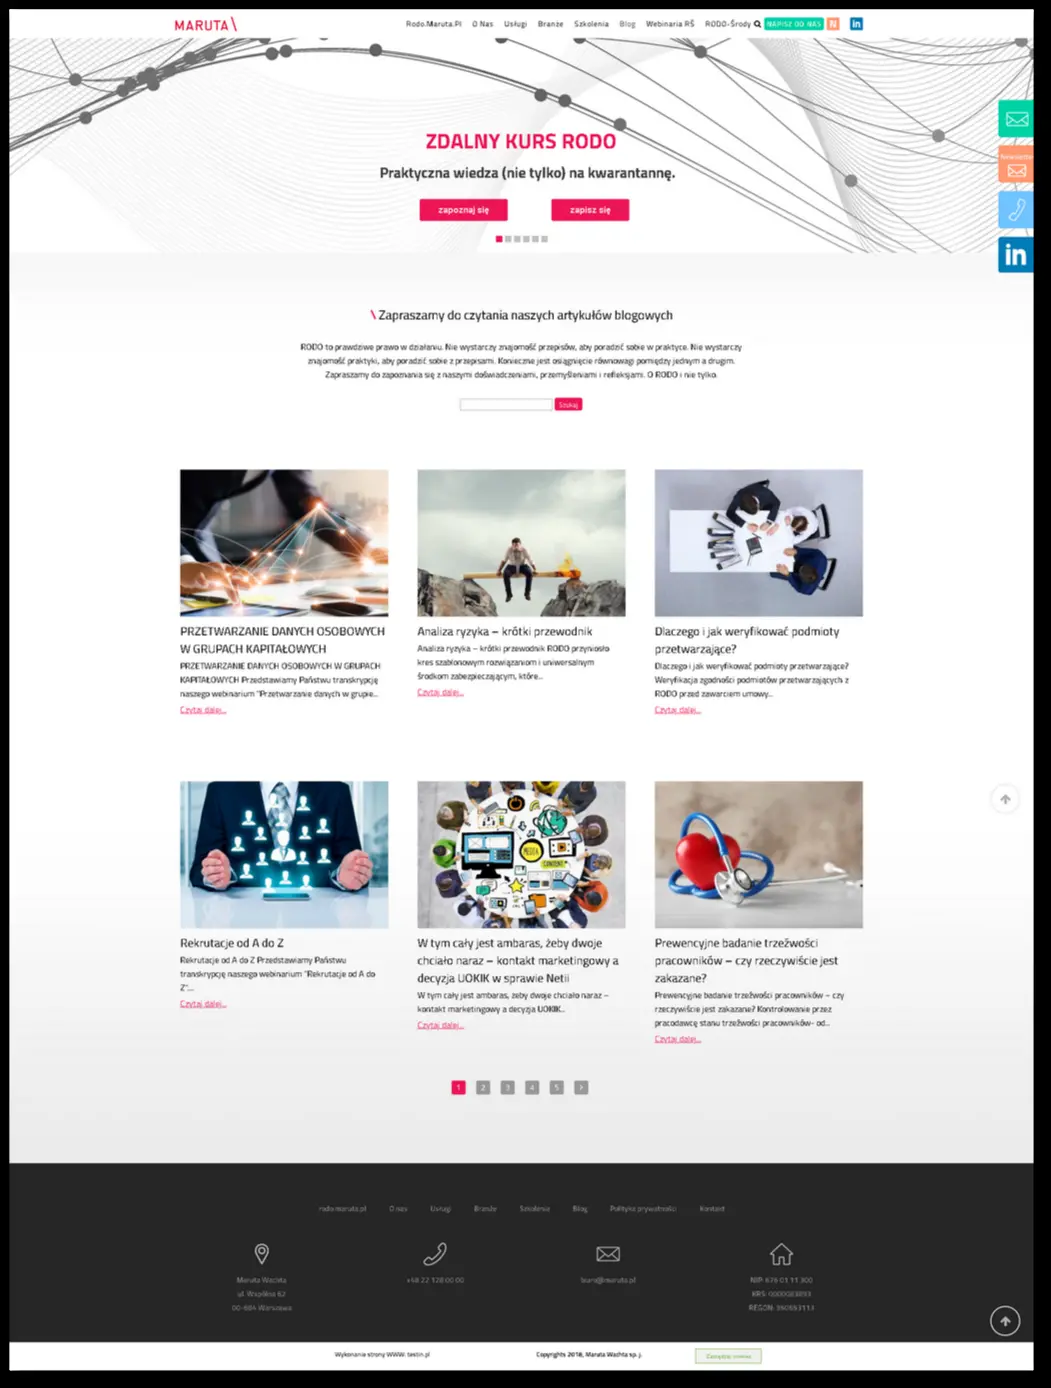 MARUTA \
Rodo.Maruta.Pl O Nas Usługi Branże Szkolenia Blog Webinaria RŚ RODO-Środy NAPISZ DO NAS N in
ZDALNY KURS RODO
Praktyczna wiedza (nie tylko) na kwarantannę.
zapoznaj się
zapisz się
Newsletter
in
\ Zapraszamy do czytania naszych artykułów blogowych
RODO to prawdziwe prawo w działaniu. Nie wystarczy znajomość przepisów, aby poradzić sobie w praktyce. Nie wystarczy
znajomość praktyki, aby poradzić sobie z przepisami. Konieczne jest osiągnięcie równowagi pomiędzy jednym a drugim.
Zapraszamy do zapoznania się z naszymi doświadczeniami, przemyśleniami i refleksjami. O RODO i nie tylko.
Szukaj
PRZETWARZANIE DANYCH OSOBOWYCH
W GRUPACH KAPITAŁOWYCH
PRZETWARZANIE DANYCH OSOBOWYCH W GRUPACH
KAPITAŁOWYCH Przedstawiamy Państwu transkrypcję
naszego webinarium "Przetwarzanie danych w grupie...
Czytaj dalej...
Analiza ryzyka – krótki przewodnik
Analiza ryzyka – krótki przewodnik RODO przyniosło
kres szablonowym rozwiązaniom i uniwersalnym
środkom zabezpieczającym, które...
Czytaj dalej...
Dlaczego i jak weryfikować podmioty
przetwarzające?
Dlaczego i jak weryfikować podmioty przetwarzające?
Weryfikacja zgodności podmiotów przetwarzających z
RODO przed zawarciem umowy...
Czytaj dalej...
Rekrutacje od A do Z
Rekrutacje od A do Z Przedstawiamy Państwu
transkrypcję naszego webinarium "Rekrutacje od A do
Z"...
Czytaj dalej...
MEDIA
CONTENT
W tym cały jest ambaras, żeby dwoje
chciało naraz – kontakt marketingowy a
decyzja UOKIK w sprawie Netii
W tym cały jest ambaras, żeby dwoje chciało naraz –
kontakt marketingowy a decyzja UOKIK...
Czytaj dalej...
Prewencyjne badanie trzeźwości
pracowników – czy rzeczywiście jest
zakazane?
Prewencyjne badanie trzeźwości pracowników – czy
rzeczywiście jest zakazane? Kontrolowanie przez
pracodawcę stanu trzeźwości pracowników- od...
Czytaj dalej...
1 2 3 4 5 >
rodo.maruta.pl O nas Usługi Branże Szkolenia Blog Polityka prywatności Kontakt
Maruta Wachta
ul. Wspólna 62
00-684 Warszawa
+48 22 128 00 00
biuro@maruta.pl
NIP: 676 01 11 300
KRS:
REGON:
Wykonanie strony WWW: testin.pl
Copyrights 2018, Maruta Wachta sp. j.
Zarządzaj cookies